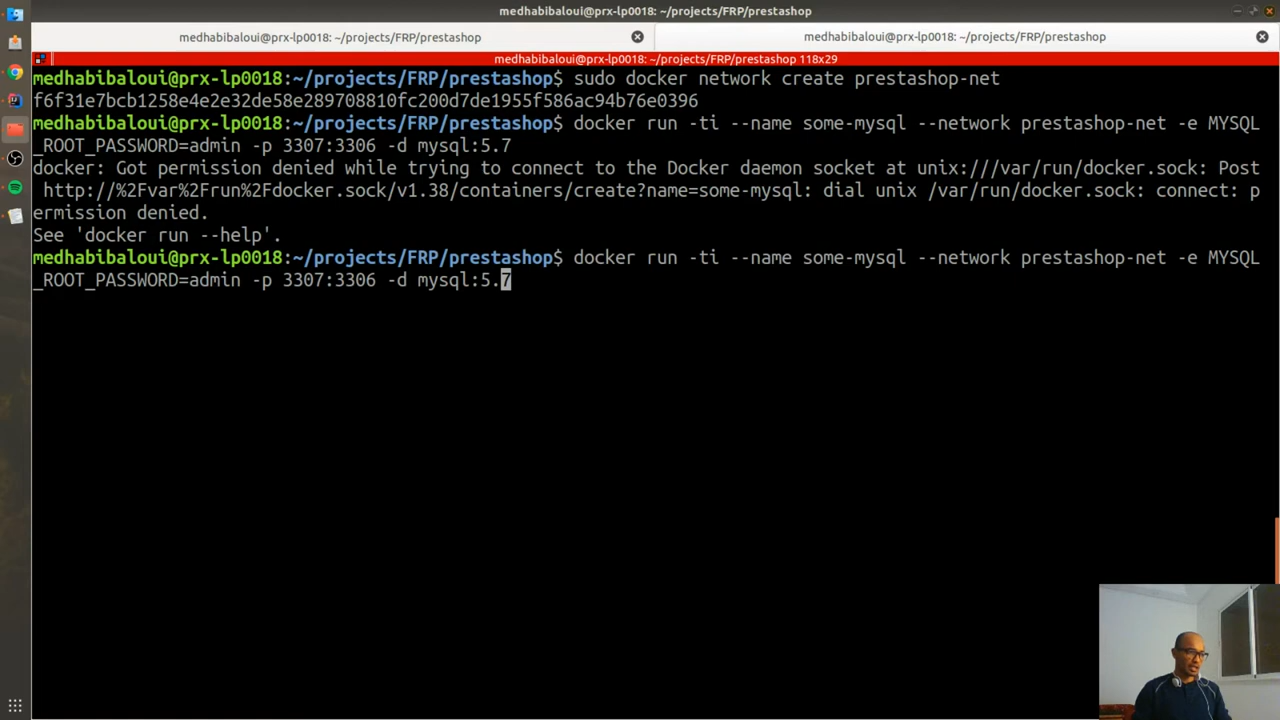 medhabibaloui@prx-lp0018: ~/projects/FRP/prestashop
medhabibaloui@prx-lp0018: ~/projects/FRP/prestashop
medhabibaloui@prx-lp0018: ~/projects/FRP/prestashop
medhabibaloui@prx-lp0018: ~/projects/FRP/prestashop 118x29
medhabibaloui@prx-lp0018:~/projects/FRP/prestashop$ sudo docker network create prestashop-net
f6f31e7bcb1258e4e2e32de58e289708810fc200d7de1955f586ac94b76e0396
medhabibaloui@prx-lp0018:~/projects/FRP/prestashop$ docker run -ti --name some-mysql --network prestashop-net -e MYSQL
_ROOT_PASSWORD=admin -p 3307:3306 -d mysql:5.7
docker: Got permission denied while trying to connect to the Docker daemon socket at unix:///var/run/docker.sock: Post
http://%2Fvar%2Frun%2Fdocker.sock/v1.38/containers/create?name=some-mysql: dial unix /var/run/docker.sock: connect: p
ermission denied.
See 'docker run --help'.
medhabibaloui@prx-lp0018:~/projects/FRP/prestashop$ docker run -ti --name some-mysql --network prestashop-net -e MYSQL
_ROOT_PASSWORD=admin -p 3307:3306 -d mysql:5.7